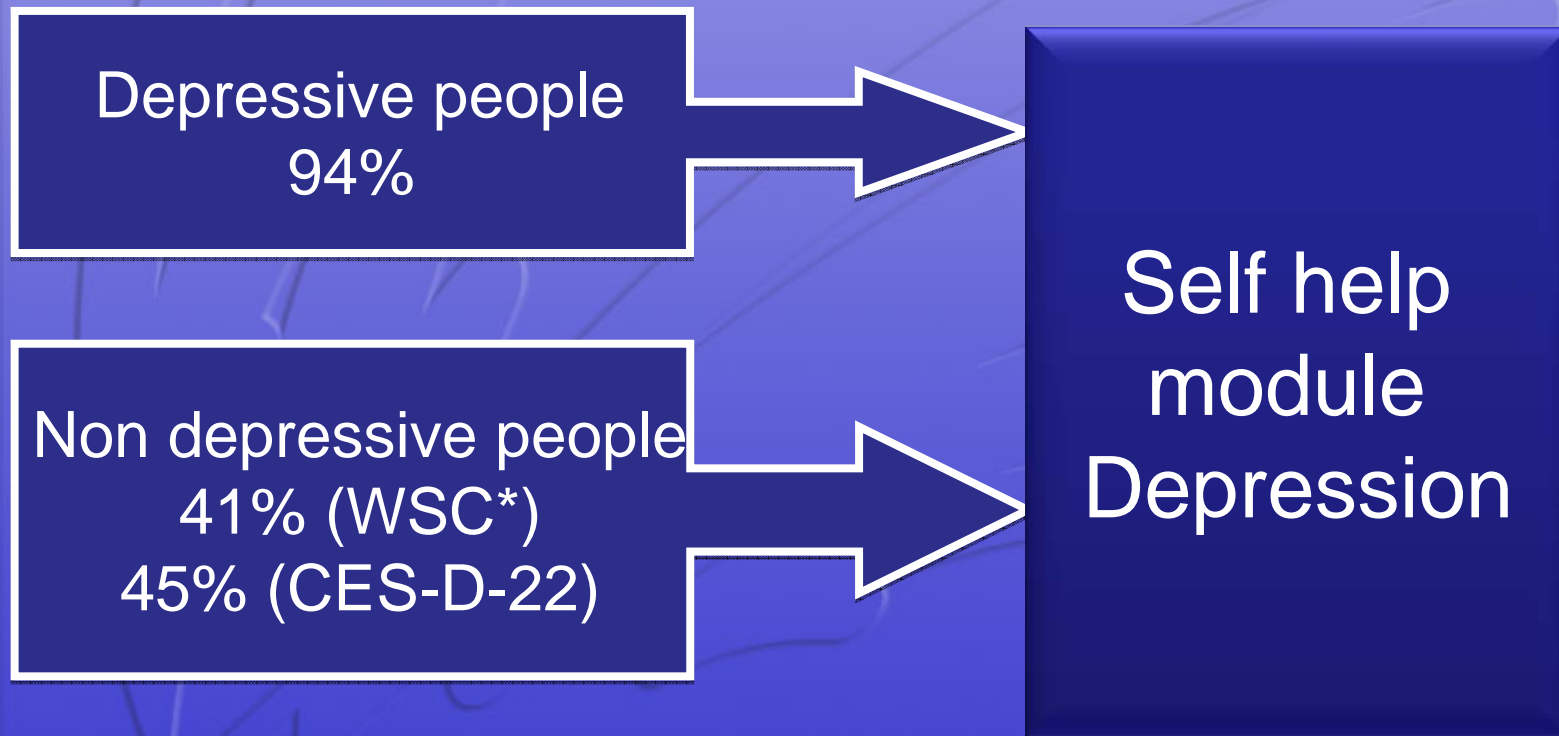 Depressive people
94%
Non depressive people
41% (WSC*)
45% (CES-D-22)
Self help
module
Depression